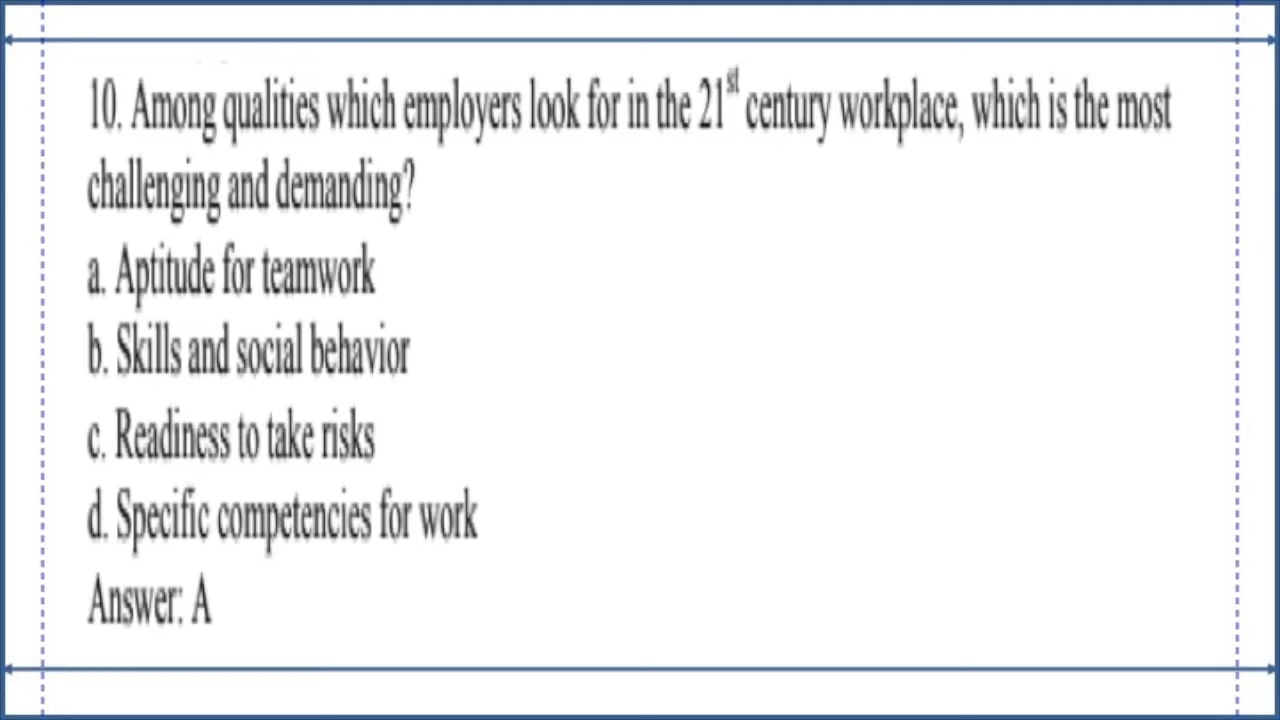 10. Among qualities which employers look for in the 21st century workplace, which is the most
challenging and demanding?
a. Aptitude for teamwork
b. Skills and social behavior
c. Readiness to take risks
d. Specific competencies for work
Answer: A